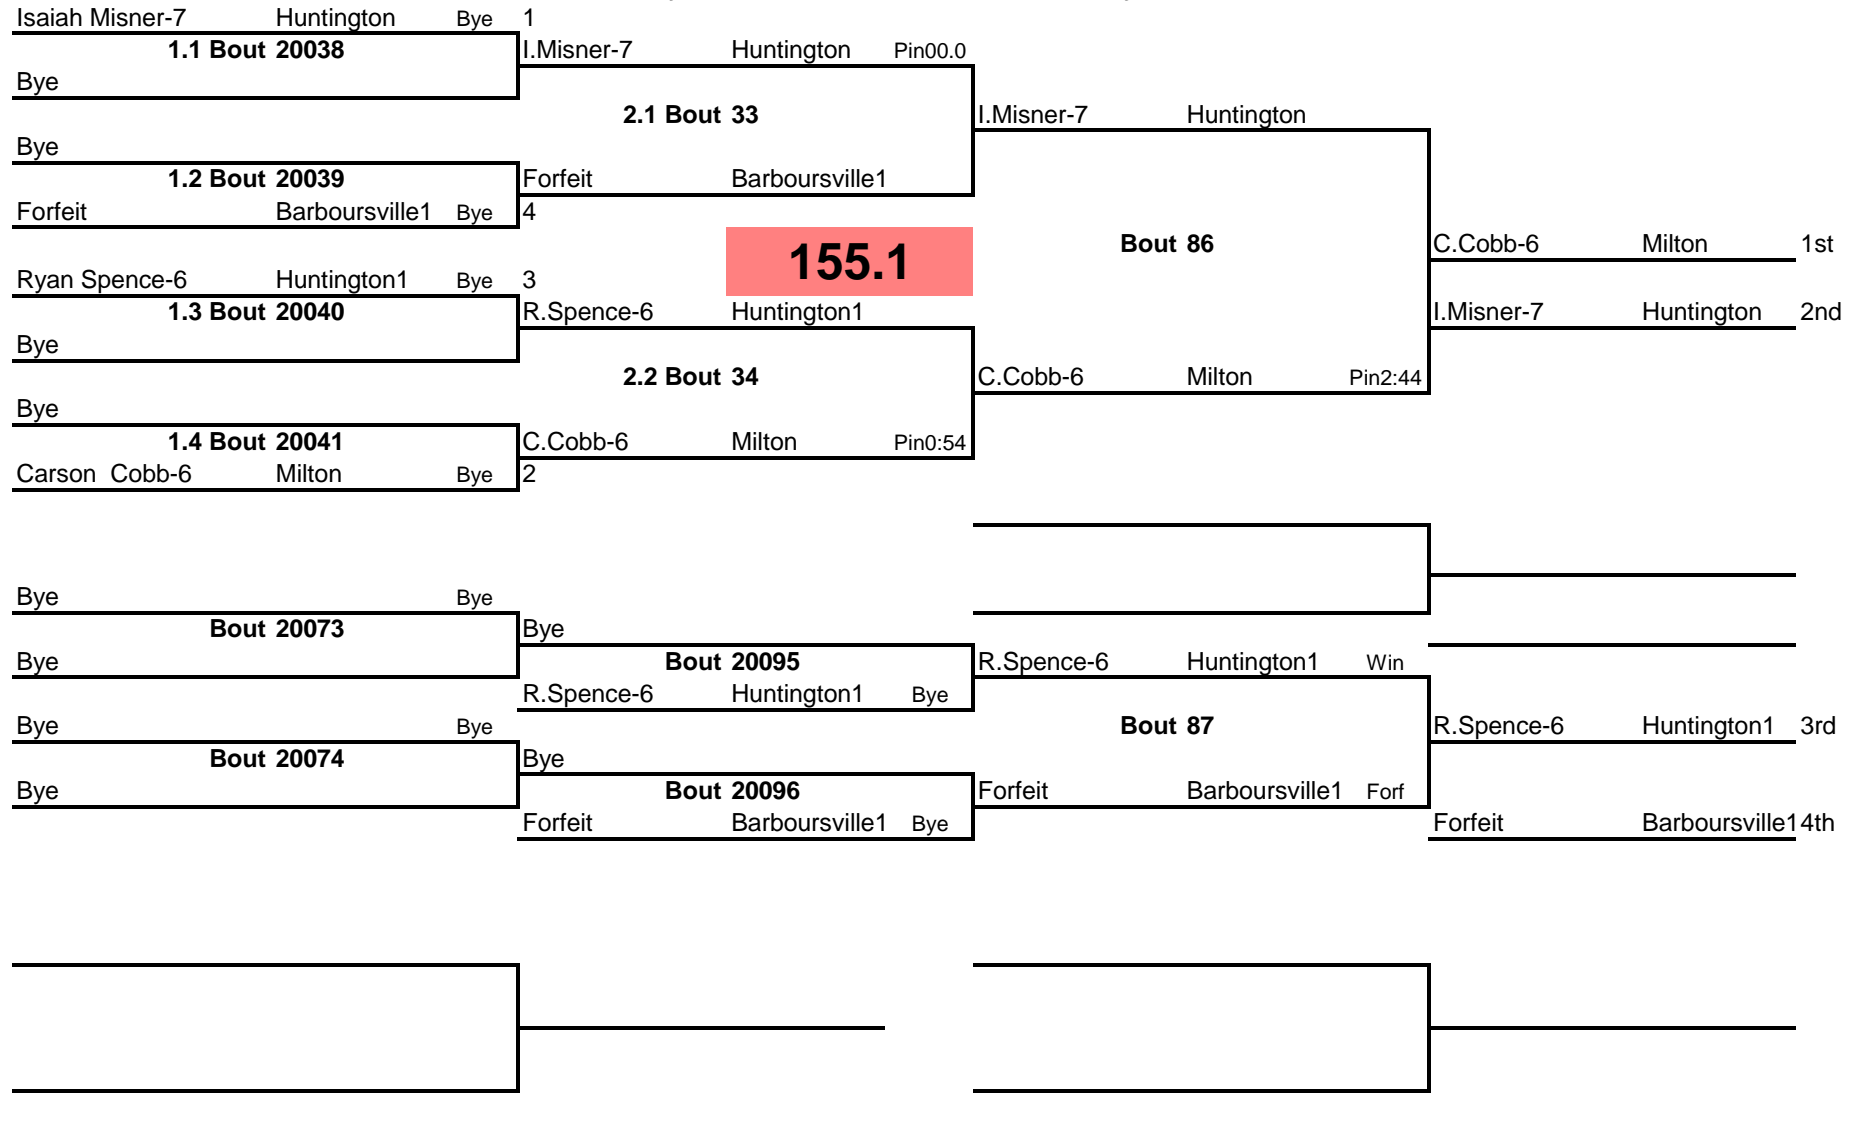 Isaiah Misner-7 Huntington Bye 1
1.1 Bout 20038 I.Misner-7 Huntington Pin00.0
Bye
2.1 Bout 33 I.Misner-7 Huntington
Bye
1.2 Bout 20039 Forfeit Barboursville1
Forfeit Barboursville1 Bye 4
155.1 Bout 86 C.Cobb-6 Milton 1st
Ryan Spence-6 Huntington1 Bye 3
1.3 Bout 20040 R.Spence-6 Huntington1 I.Misner-7 Huntington 2nd
Bye
2.2 Bout 34 C.Cobb-6 Milton Pin2:44
Bye
1.4 Bout 20041 C.Cobb-6 Milton Pin0:54
Carson Cobb-6 Milton Bye 2
Bye Bye
Bout 20073 Bye
Bye Bout 20095 R.Spence-6 Huntington1 Win
R.Spence-6 Huntington1 Bye
Bye Bye Bout 87 R.Spence-6 Huntington1 3rd
Bout 20074 Bye
Bye Bout 20096 Forfeit Barboursville1 Forf
Forfeit Barboursville1 Bye Forfeit Barboursville1 4th